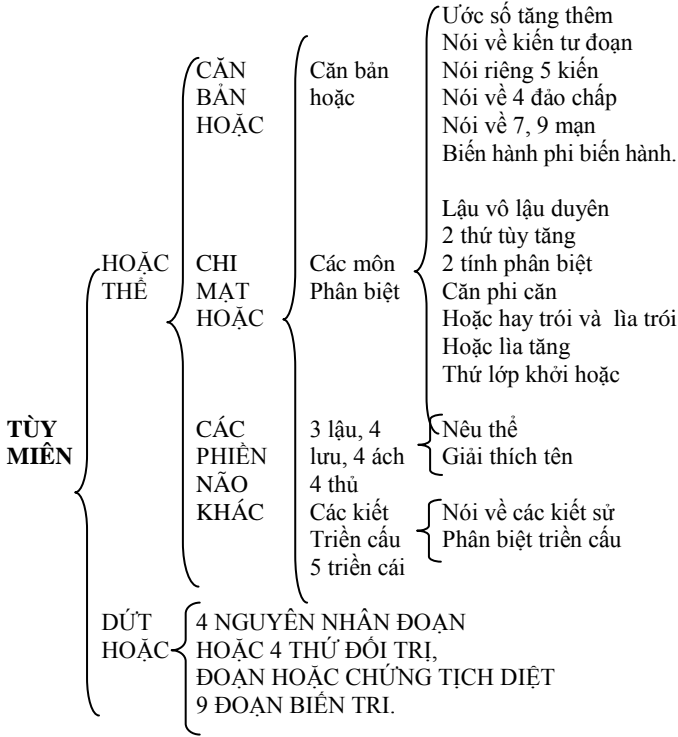 Ước số tăng thêm
Nói về kiến tư đoạn
CĂN Căn bản Nói riêng 5 kiến
BẢN hoặc Nói về 4 đảo chấp
HOẶC Nói về 7, 9 mạn
Biến hành phi biến hành.
Lậu vô lậu duyên
2 thứ tùy tăng
HOẶC CHI Các môn 2 tính phân biệt
THỂ MẠT Phân biệt Căn phi căn
HOẶC Hoặc hay trói và lìa trói
Hoặc lìa tăng
Thứ lớp khởi hoặc
TÙY CÁC 3 lậu, 4 Nêu thể
MIÊN PHIỀN lưu, 4 ách Giải thích tên
NÃO 4 thủ
KHÁC Các kiết Nói về các kiết sử
Triền cấu Phân biệt triền cấu
5 triền cái
DỨT 4 NGUYÊN NHÂN ĐOẠN
HOẶC HOẶC 4 THỨ ĐỐI TRỊ,
ĐOẠN HOẶC CHỨNG TỊCH DIỆT
9 ĐOẠN BIẾN TRI.